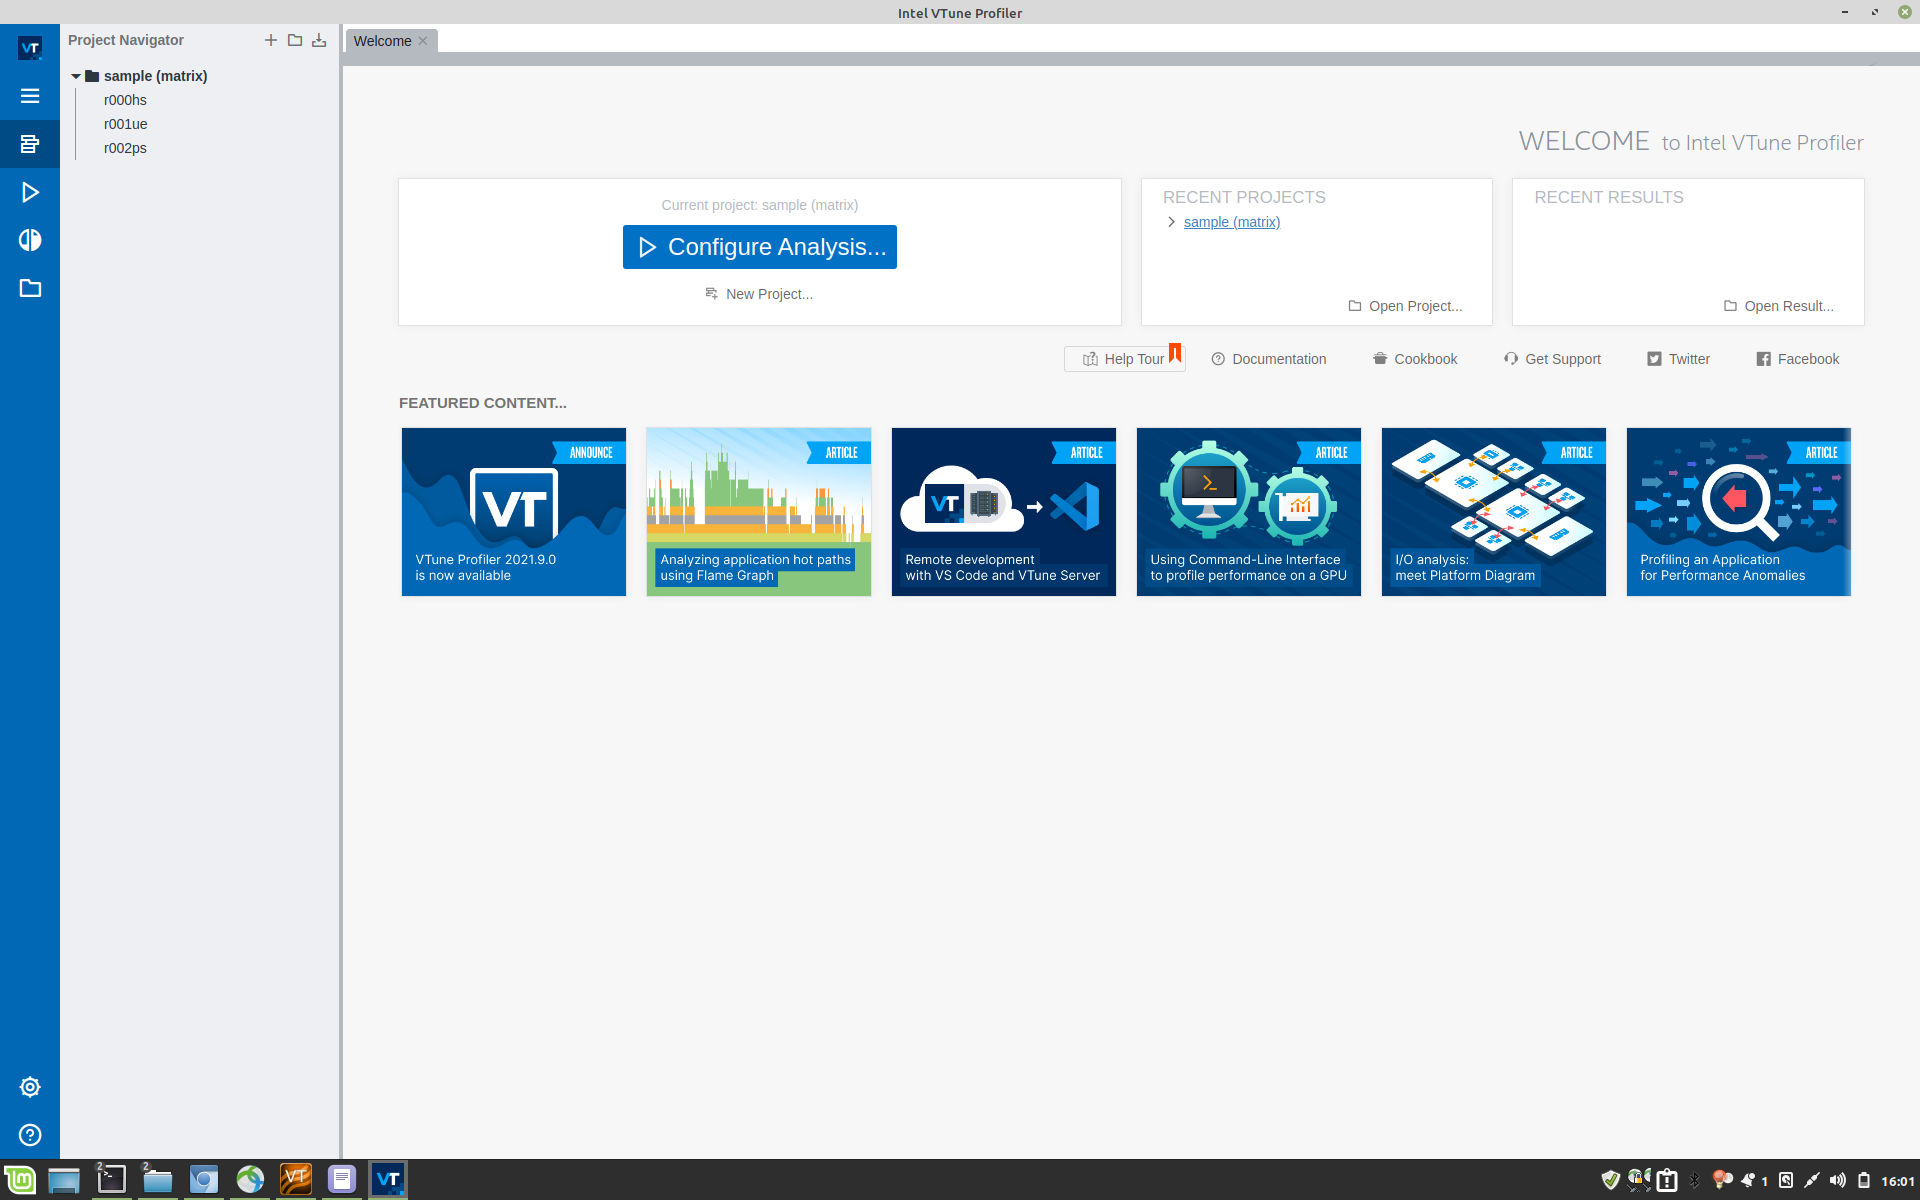 Intel VTune Profiler
VT
Project Navigator
Welcome
sample (matrix)
r000hs
r001ue
r002ps
WELCOME to Intel VTune Profiler
Current project: sample (matrix)
Configure Analysis...
New Project...
RECENT PROJECTS
sample (matrix)
Open Project...
RECENT RESULTS
Open Result...
Help Tour
Documentation
Cookbook
Get Support
Twitter
Facebook
FEATURED CONTENT...
ANNOUNCE
VT
VTune Profiler 2021.9.0
is now available
ARTICLE
Analyzing application hot paths
using Flame Graph
ARTICLE
VT
Remote development
with VS Code and VTune Server
ARTICLE
Using Command-Line Interface
to profile performance on a GPU
ARTICLE
I/O analysis:
meet Platform Diagram
ARTICLE
Profiling an Application
for Performance Anomalies
2
2
VT
VT
1
16:01